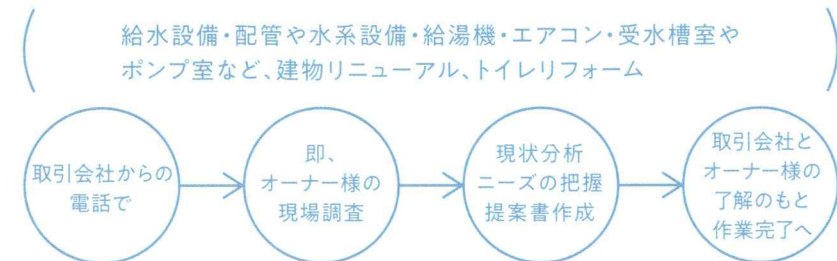 給水設備・配管や水系設備・給湯機・エアコン・受水槽室や
ポンプ室など、建物リニューアル、トイレリフォーム
取引会社からの
電話で
即、
オーナー様の
現場調査
現状分析
ニーズの把握
提案書作成
取引会社と
オーナー様の
了解のもと
作業完了へ